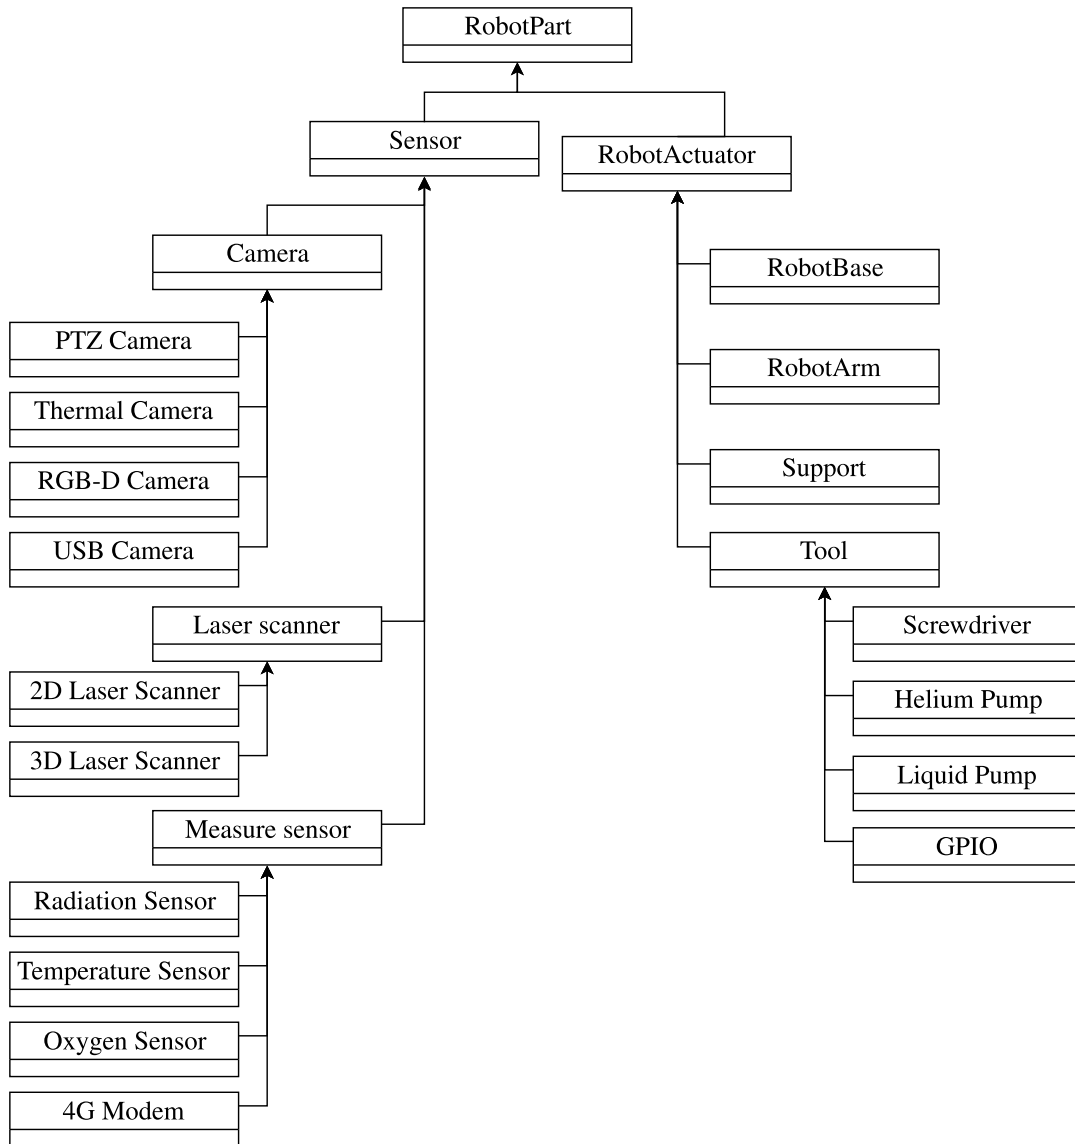 RobotPart
Sensor
RobotActuator
Camera
RobotBase
PTZ Camera
RobotArm
Thermal Camera
RGB-D Camera
Support
USB Camera
Tool
Laser scanner
Screwdriver
2D Laser Scanner
Helium Pump
3D Laser Scanner
Liquid Pump
Measure sensor
GPIO
Radiation Sensor
Temperature Sensor
Oxygen Sensor
4G Modem